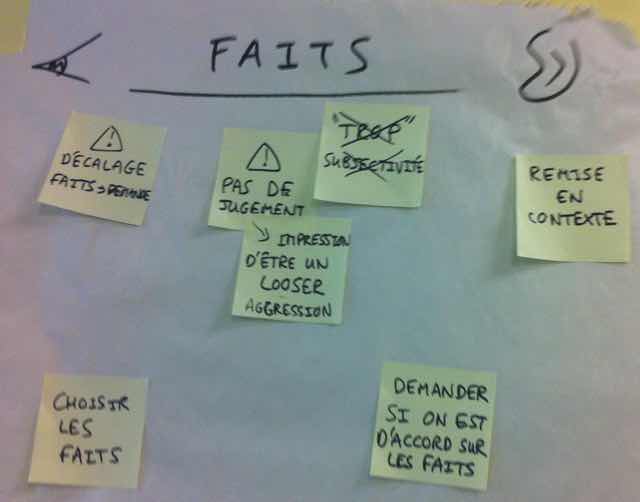 FAITS
DÉCALAGE
FAITS → DEMANDE
PAS DE
JUGEMENT
"TROP"
SUBJECTIVITÉ
REMISE
EN
CONTEXTE
→ IMPRESSION
D'ÊTRE UN
LOOSER
AGGRESSION
CHOISIR
LES
FAITS
DEMANDER
SI ON EST
D'ACCORD SUR
LES FAITS